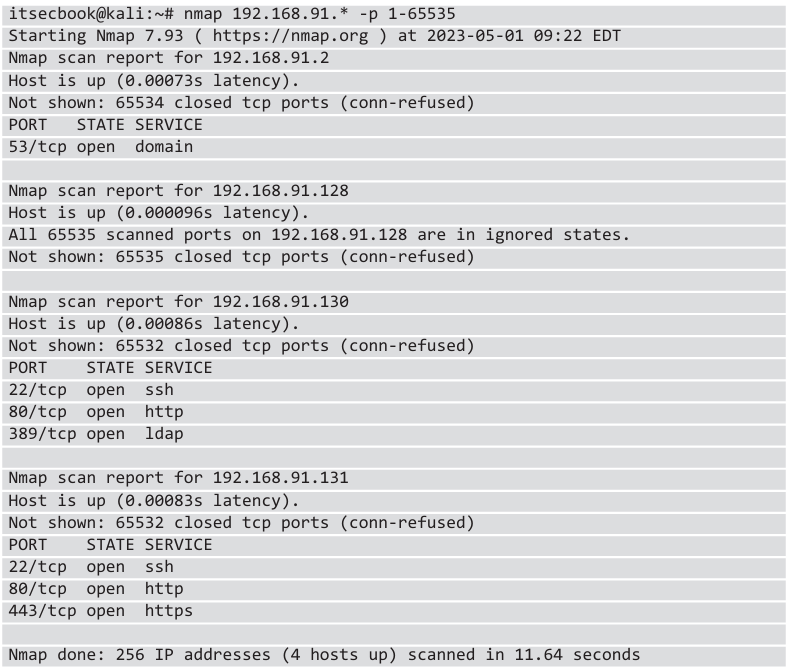 itsecbook@kali:~# nmap 192.168.91.* -p 1-65535
Starting Nmap 7.93 ( https://nmap.org ) at 2023-05-01 09:22 EDT
Nmap scan report for 192.168.91.2
Host is up (0.00073s latency).
Not shown: 65534 closed tcp ports (conn-refused)
PORT   STATE SERVICE
53/tcp open  domain

Nmap scan report for 192.168.91.128
Host is up (0.000096s latency).
All 65535 scanned ports on 192.168.91.128 are in ignored states.
Not shown: 65535 closed tcp ports (conn-refused)

Nmap scan report for 192.168.91.130
Host is up (0.00086s latency).
Not shown: 65532 closed tcp ports (conn-refused)
PORT    STATE SERVICE
22/tcp  open  ssh
80/tcp  open  http
389/tcp open  ldap

Nmap scan report for 192.168.91.131
Host is up (0.00083s latency).
Not shown: 65532 closed tcp ports (conn-refused)
PORT    STATE SERVICE
22/tcp  open  ssh
80/tcp  open  http
443/tcp open  https

Nmap done: 256 IP addresses (4 hosts up) scanned in 11.64 seconds